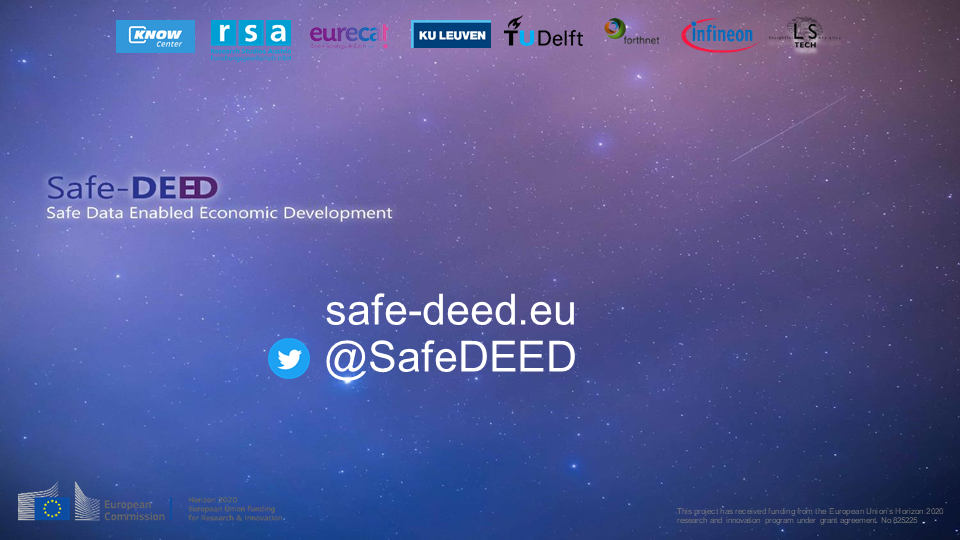 KNOW
Center
rsa
eureca!
KU LEUVEN
TU Delft
forthnet
infineon
LS
TECH
Safe-DEED
Safe Data Enabled Economic Development
safe-deed.eu
@SafeDEED
European
Commission
Horizon 2020
European Union Funding
for Research & Innovation
This project has received funding from the European Union's Horizon 2020
research and innovation program under grant agreement No 825225